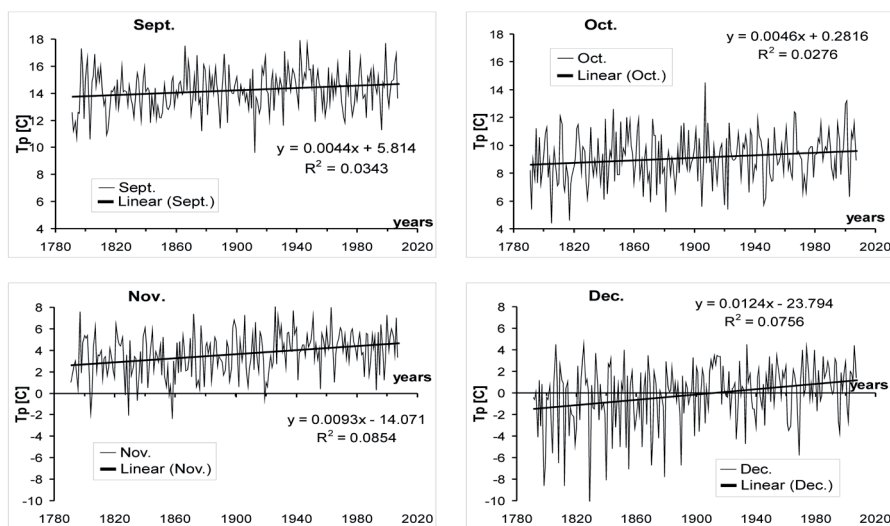 Sept.
18
16
14
12
10
8
6
4
Tp [C]
y = 0.0044x + 5.814
R² = 0.0343
Sept.
Linear (Sept.)
years
1780 1820 1860 1900 1940 1980 2020
Oct.
y = 0.0046x + 0.2816
R² = 0.0276
18
16
14
12
10
8
6
4
Tp [C]
Oct.
Linear (Oct.)
years
1780 1820 1860 1900 1940 1980 2020
Nov.
8
6
4
2
0
-2
-4
-6
-8
-10
Tp [C]
years
y = 0.0093x - 14.071
R² = 0.0854
Nov.
Linear (Nov.)
1780 1820 1860 1900 1940 1980 2020
Dec.
y = 0.0124x - 23.794
R² = 0.0756
8
6
4
2
0
-2
-4
-6
-8
-10
Tp [C]
years
Dec.
Linear (Dec.)
1780 1820 1860 1900 1940 1980 2020